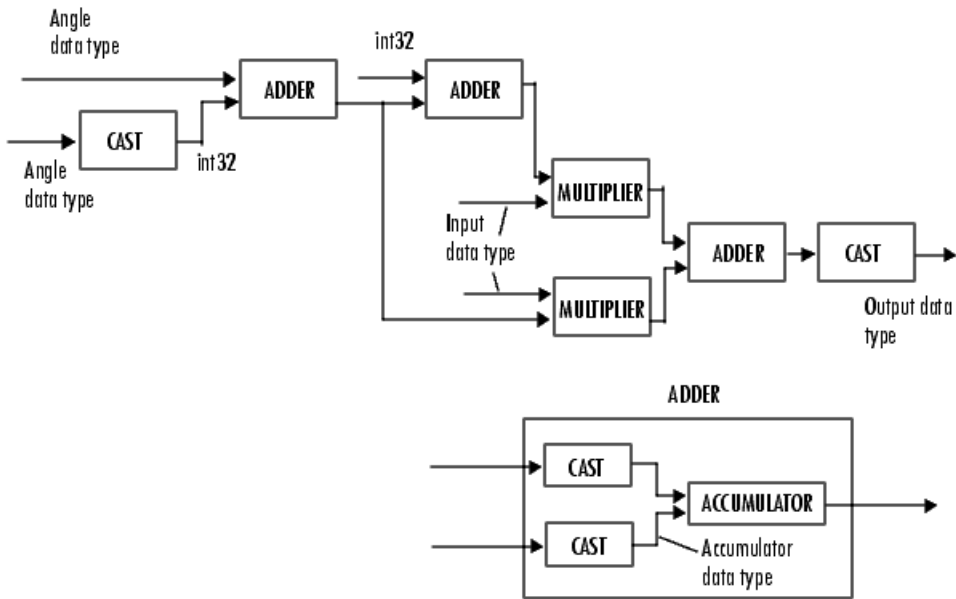 Angle
data type
int32
ADDER
ADDER
CAST
int32
Angle
data type
MULTIPLIER
Input
data type
ADDER
CAST
MULTIPLIER
Output data
type
ADDER
CAST
ACCUMULATOR
CAST
Accumulator
data type